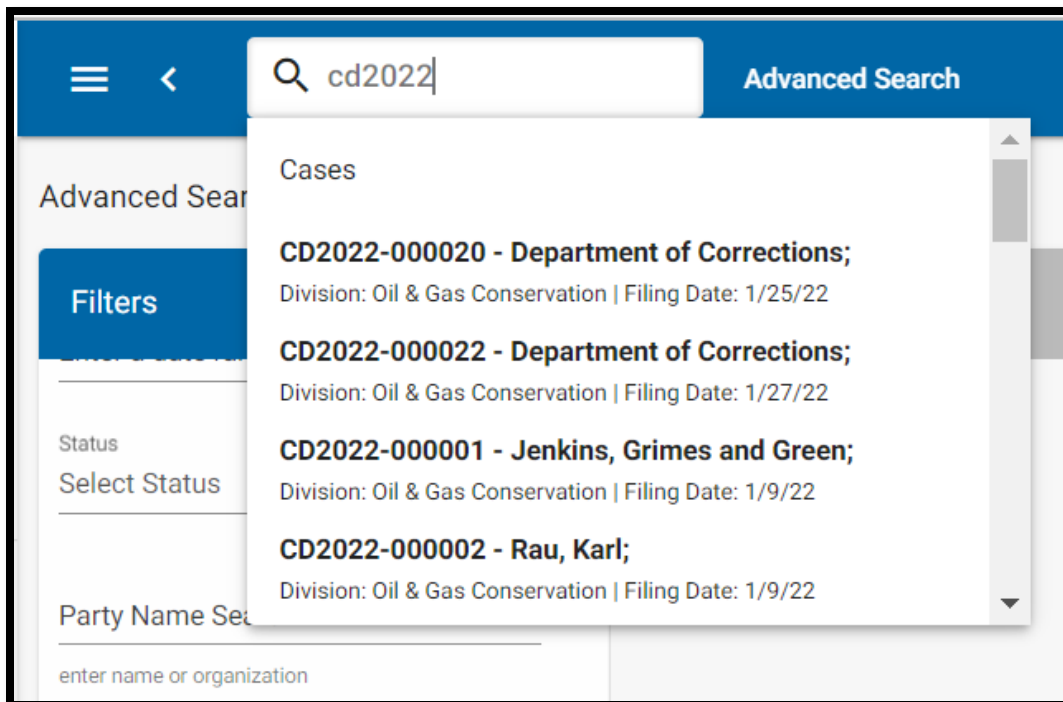 cd2022
Advanced Search
Advanced Sear
Cases
CD2022-000020 - Department of Corrections;
Division: Oil & Gas Conservation | Filing Date: 1/25/22
Filters
CD2022-000022 - Department of Corrections;
Division: Oil & Gas Conservation | Filing Date: 1/27/22
Status
Select Status
CD2022-000001 - Jenkins, Grimes and Green;
Division: Oil & Gas Conservation | Filing Date: 1/9/22
CD2022-000002 - Rau, Karl;
Division: Oil & Gas Conservation | Filing Date: 1/9/22
Party Name Sea
enter name or organization